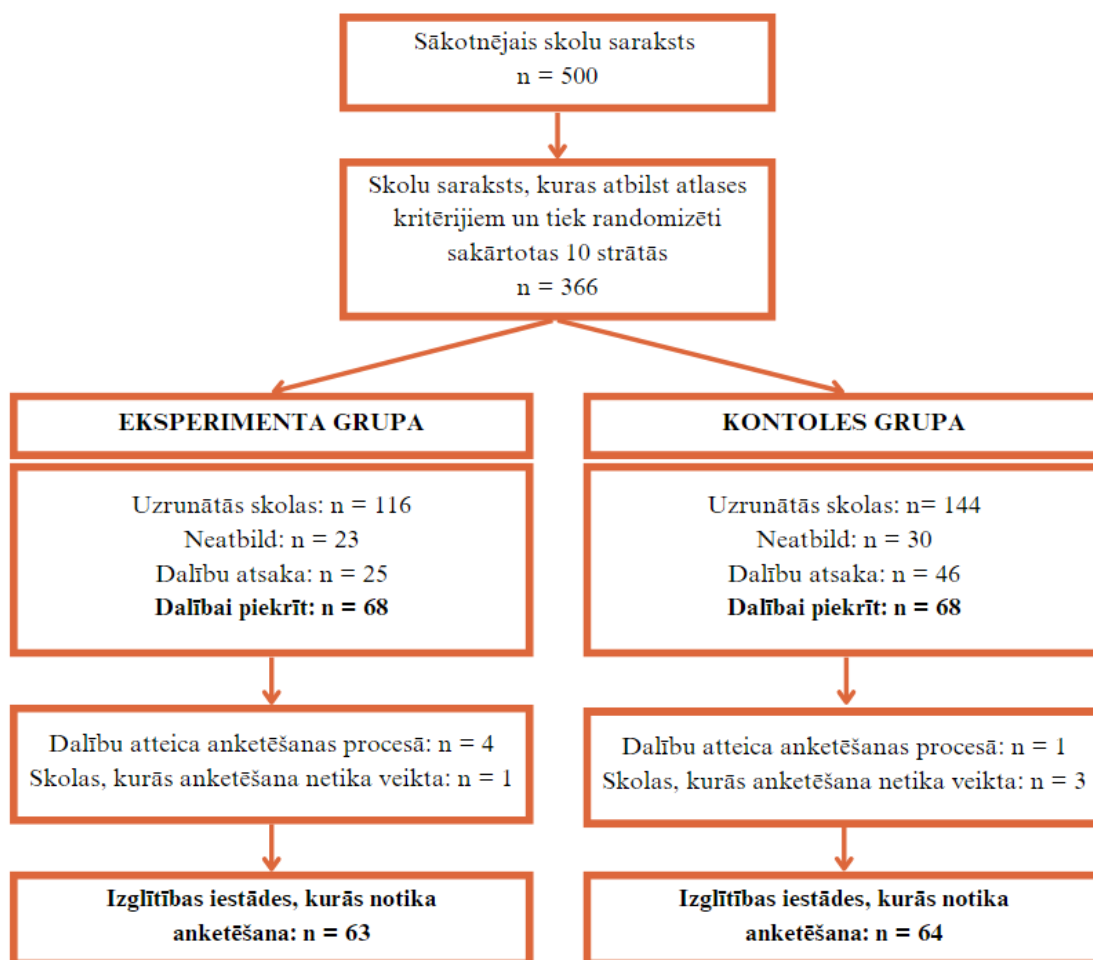 Sākotnējais skolu saraksts
n = 500
Skolu saraksts, kuras atbilst atlases
kritērijiem un tiek randomizēti
sakārtotas 10 strātās
n = 366
EKSPERIMENTA GRUPA
Uzrunātās skolas: n = 116
Neatbild: n = 23
Dalību atsaka: n = 25
Dalībai piekrīt: n = 68
Dalību atteica anketēšanas procesā: n = 4
Skolas, kurās anketēšana netika veikta: n = 1
Izglītības iestādes, kurās notika
anketēšana: n = 63
KONTOLES GRUPA
Uzrunātās skolas: n= 144
Neatbild: n = 30
Dalību atsaka: n = 46
Dalībai piekrīt: n = 68
Dalību atteica anketēšanas procesā: n = 1
Skolas, kurās anketēšana netika veikta: n = 3
Izglītības iestādes, kurās notika
anketēšana: n = 64